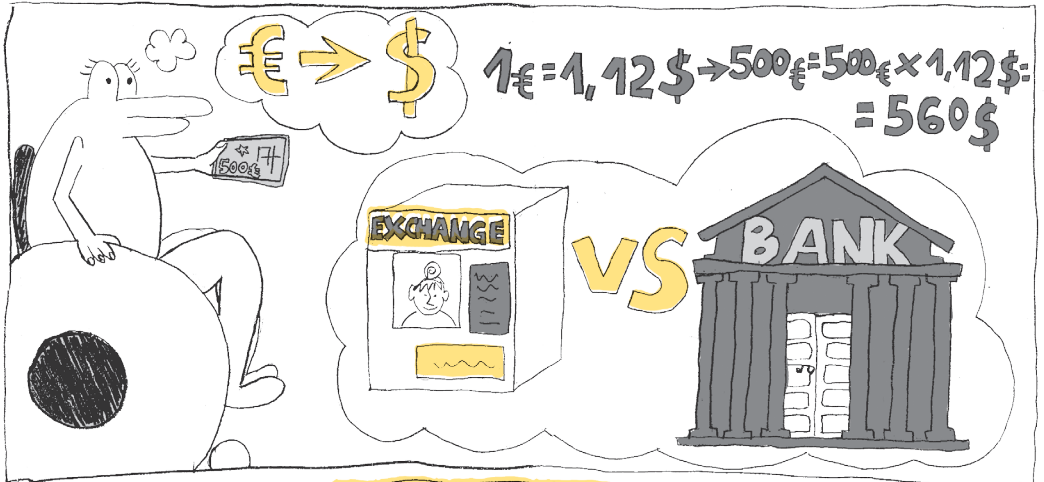 € → $
1€=1,12$→500€=500€×1,12$=
=560$
500€
EXCHANGE
VS
BANK